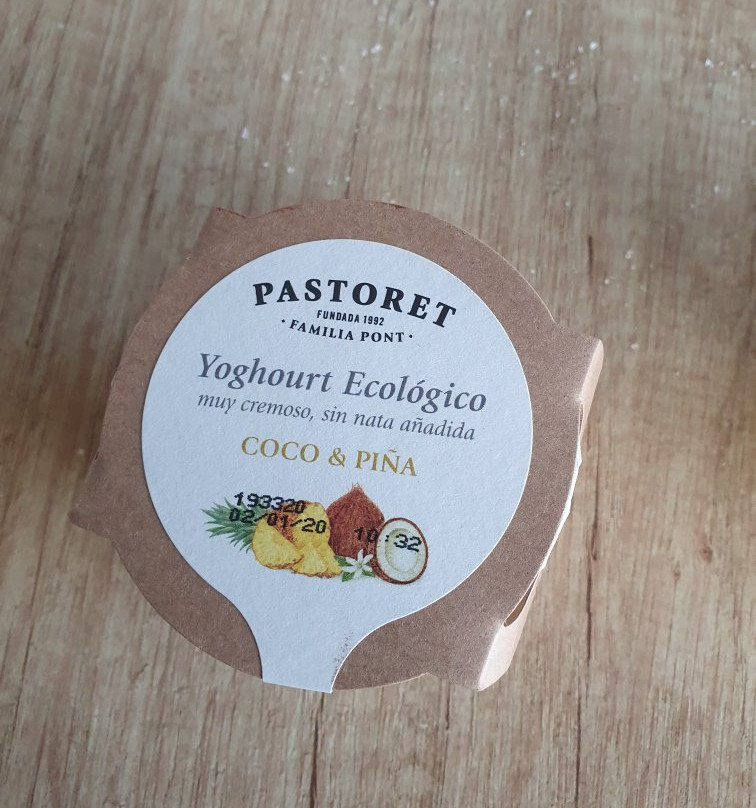 PASTORET
FUNDADA 1992
· FAMILIA PONT ·
Yoghourt Ecológico
muy cremoso, sin nata añadida
COCO & PIÑA
193320
02/01/20 10:32